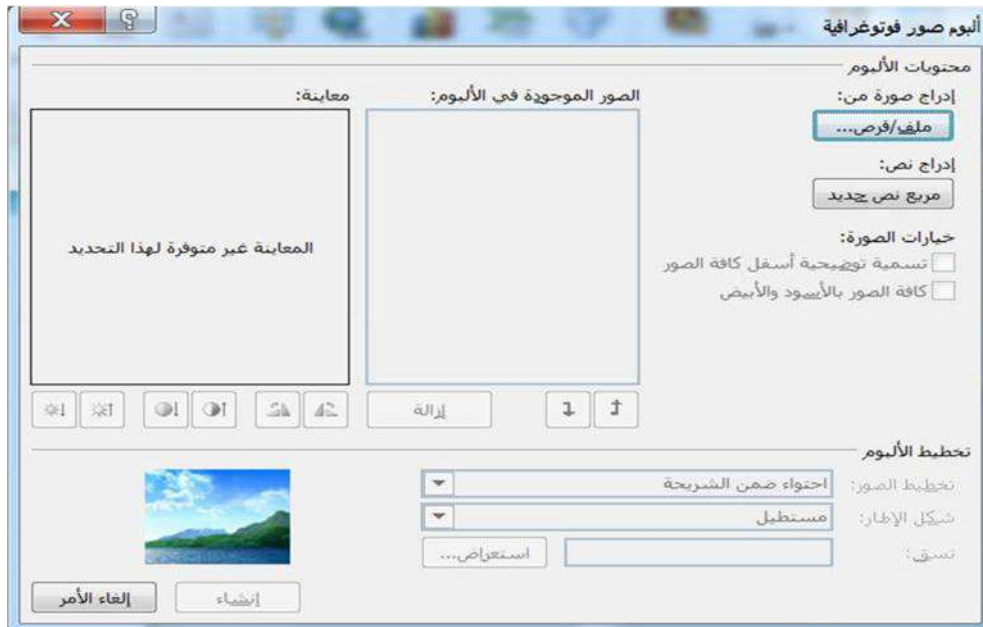 ألبوم صور فوتوغرافية
محتويات الألبوم
إدراج صورة من:
ملف/قرص...
إدراج نص:
مربع نص جديد
خيارات الصورة:
تسمية توضيحية أسفل كافة الصور
كافة الصور بالأسود والأبيض
الصور الموجودة في الألبوم:
معاينة:
المعاينة غير متوفرة لهذا التحديد
إزالة
تخطيط الألبوم
تخطيط الصور: احتواء ضمن الشريحة
شكل الإطار: مستطيل
نسق: استعراض...
إنشاء
إلغاء الأمر